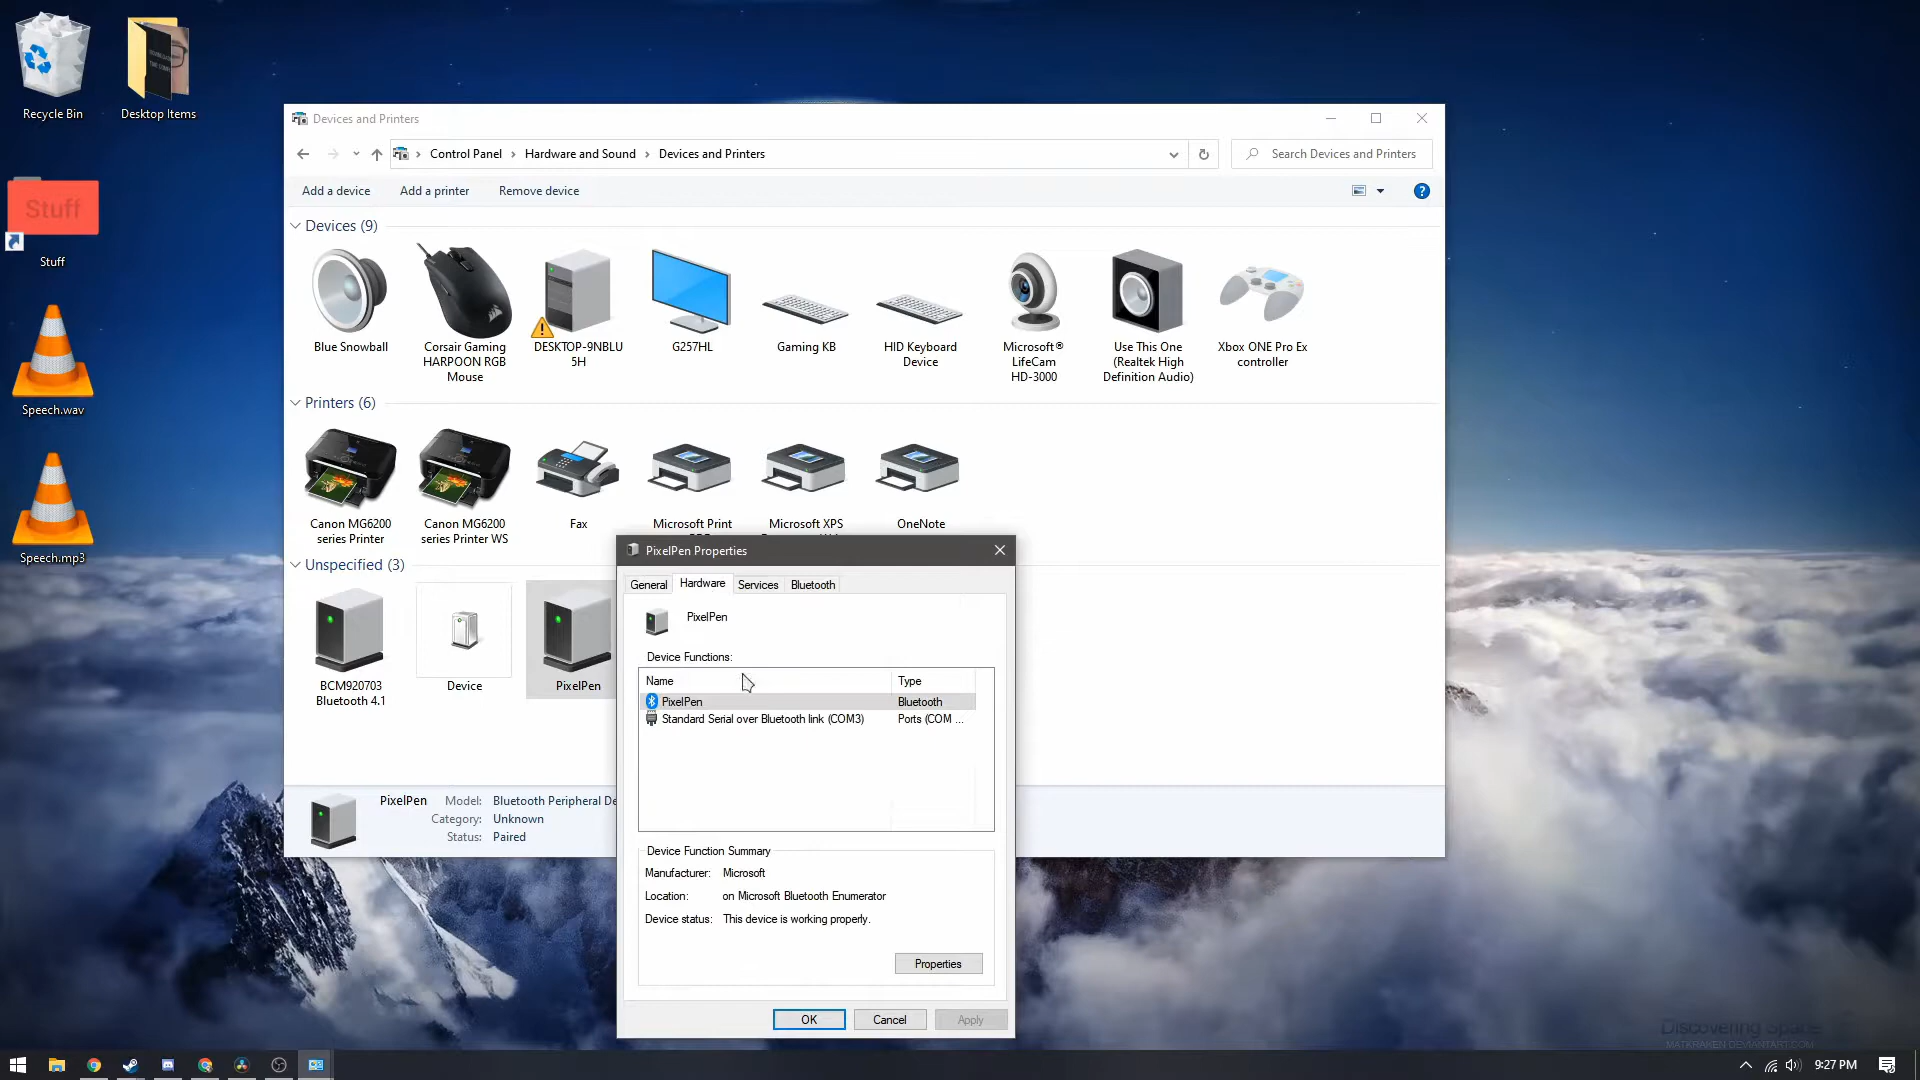 Recycle Bin
Desktop Items
Stuff
Stuff
Speech.wav
Speech.mp3
Devices and Printers
Control Panel
Hardware and Sound
Devices and Printers
Search Devices and Printers
Add a device
Add a printer
Remove device
?
Devices (9)
Blue Snowball
Corsair Gaming
HARPOON RGB
Mouse
DESKTOP-9NBLU
5H
G257HL
Gaming KB
HID Keyboard
Device
Microsoft®
LifeCam
HD-3000
Use This One
(Realtek High
Definition Audio)
Xbox ONE Pro Ex
controller
Printers (6)
Canon MG6200
series Printer
Canon MG6200
series Printer WS
Fax
Microsoft Print
Microsoft XPS
OneNote
Unspecified (3)
BCM920703
Bluetooth 4.1
Device
PixelPen
PixelPen
Model:
Bluetooth Peripheral De
Category:
Unknown
Status:
Paired
PixelPen Properties
General
Hardware
Services
Bluetooth
PixelPen
Device Functions:
Name
Type
PixelPen
Bluetooth
Standard Serial over Bluetooth link (COM3)
Ports (COM ...
Device Function Summary
Manufacturer:
Microsoft
Location:
on Microsoft Bluetooth Enumerator
Device status:
This device is working properly.
Properties
OK
Cancel
Apply
Discovering Space
MATKRAKEN.DEVIANTART.COM
9:27 PM